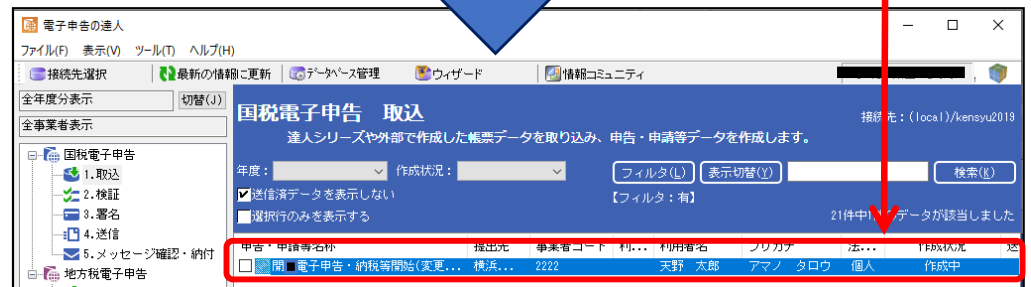 電子申告の達人
ファイル(F) 表示(V) ツール(T) ヘルプ(H)
接続先選択 最新の情報に更新 データベース管理 ウィザード 情報コミュニティ
全年度分表示 切替(J)
全事業者表示
国税電子申告
1.取込
2.検証
3.署名
4.送信
5.メッセージ確認・納付
地方税電子申告
国税電子申告 取込
接続先:(local)/kensyu2019
達人シリーズや外部で作成した帳票データを取り込み、申告・申請等データを作成します。
年度: 作成状況: フィルタ(L) 表示切替(Y) 検索(K)
送信済データを表示しない 【フィルタ:有】
選択行のみを表示する 21件中1 データが該当しました
申告・申請等名称 提出先 事業者コード 利... 利用者名 フリガナ 法... 作成状況 送
開■電子申告・納税等開始(変更... 横浜... 2222 天野 太郎 アマノ タロウ 個人 作成中